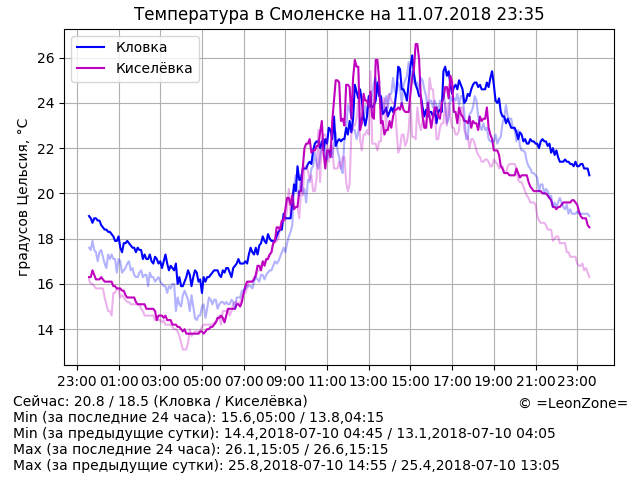 Температура в Смоленске на 11.07.2018 23:35
Кловка
Киселёвка
градусов Цельсия, °C
26
24
22
20
18
16
14
23:00 01:00 03:00 05:00 07:00 09:00 11:00 13:00 15:00 17:00 19:00 21:00 23:00
Сейчас: 20.8 / 18.5 (Кловка / Киселёвка)
© =LeonZone=
Min (за последние 24 часа): 15.6,05:00 / 13.8,04:15
Min (за предыдущие сутки): 14.4,2018-07-10 04:45 / 13.1,2018-07-10 04:05
Max (за последние 24 часа): 26.1,15:05 / 26.6,15:15
Max (за предыдущие сутки): 25.8,2018-07-10 14:55 / 25.4,2018-07-10 13:05